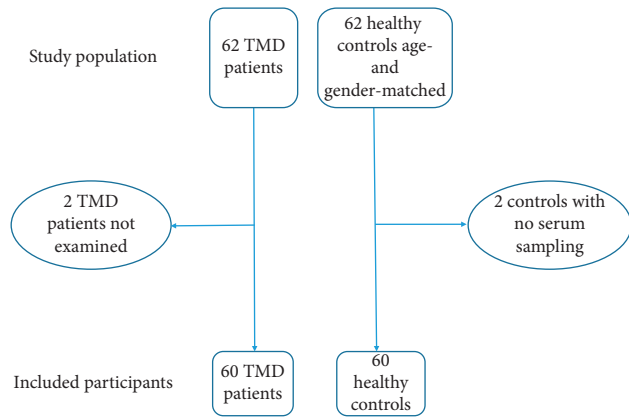 Study population
62 TMD
patients
62 healthy
controls age-
and
gender-matched
2 TMD
patients not
examined
2 controls with
no serum
sampling
Included participants
60 TMD
patients
60
healthy
controls